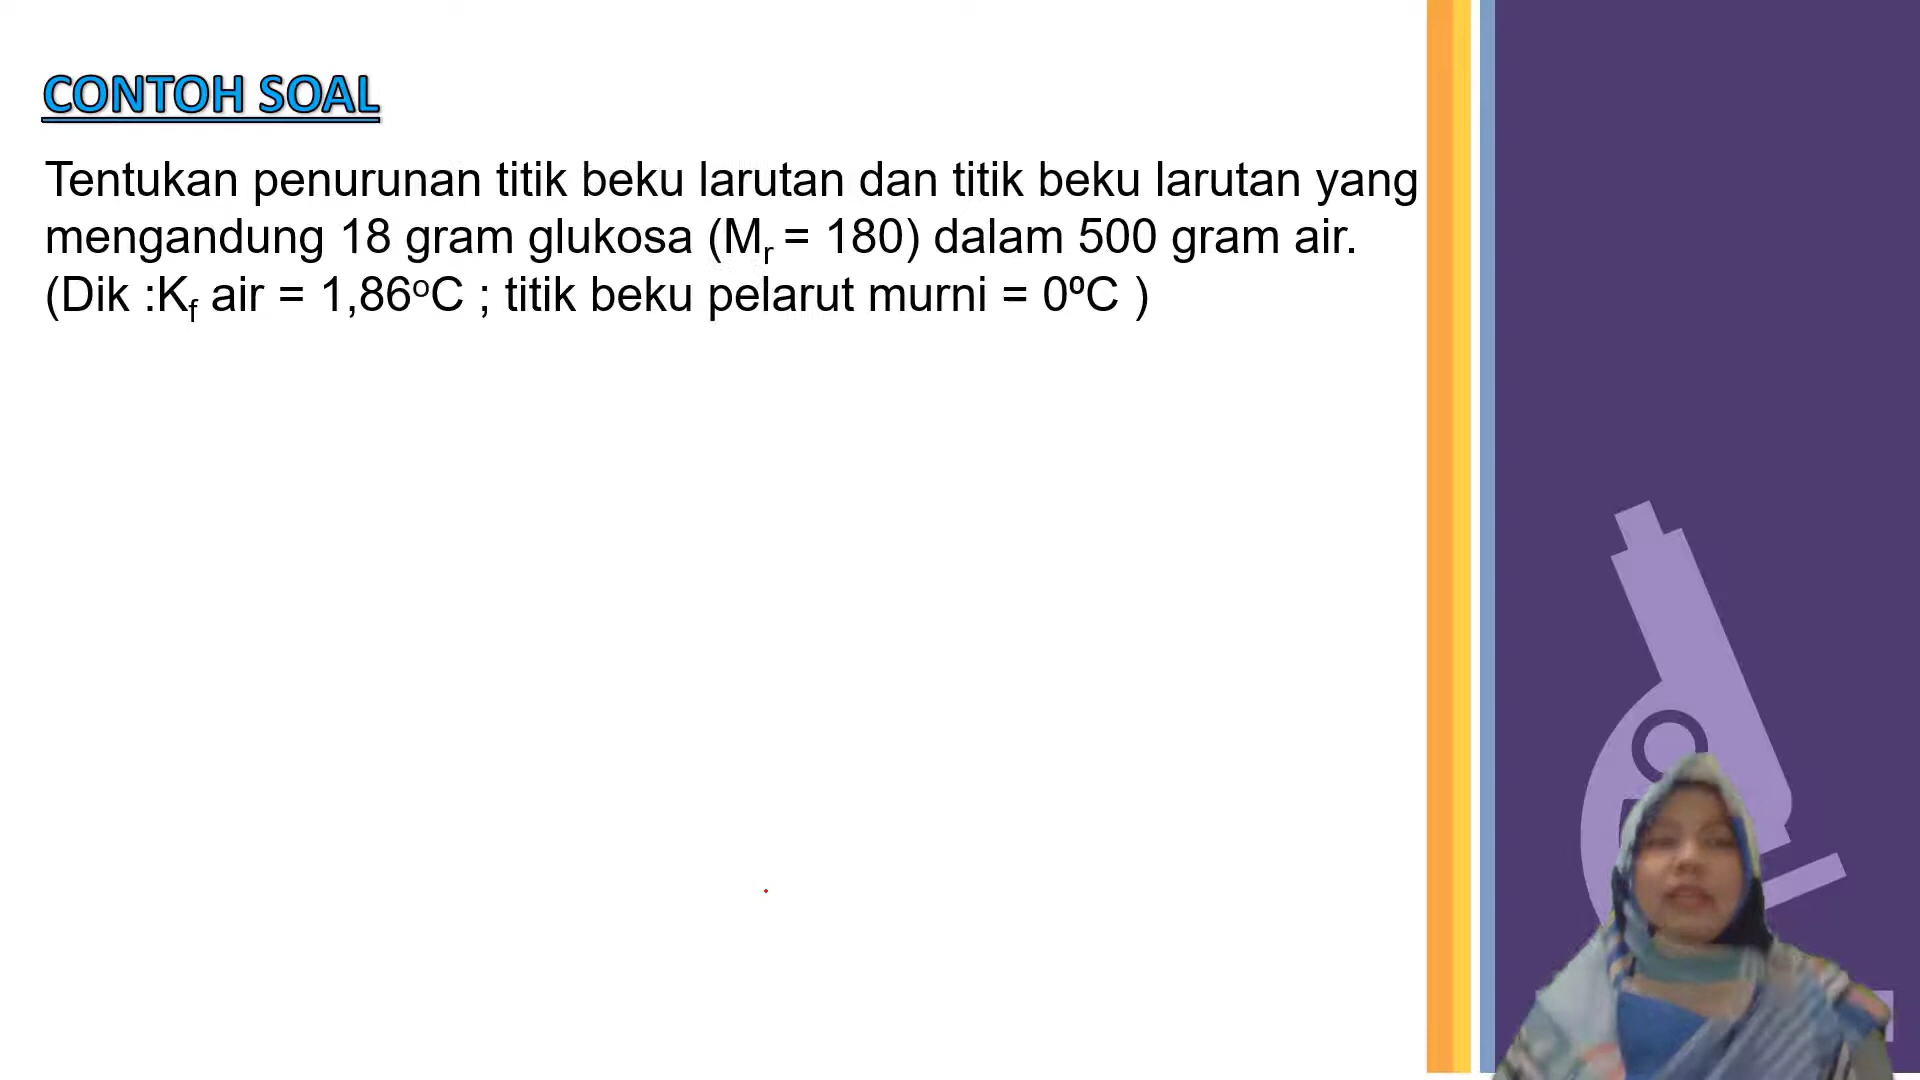 CONTOH SOAL
Tentukan penurunan titik beku larutan dan titik beku larutan yang
mengandung 18 gram glukosa (Mr = 180) dalam 500 gram air.
(Dik :Kf air = 1,86ºC ; titik beku pelarut murni = 0⁰C )